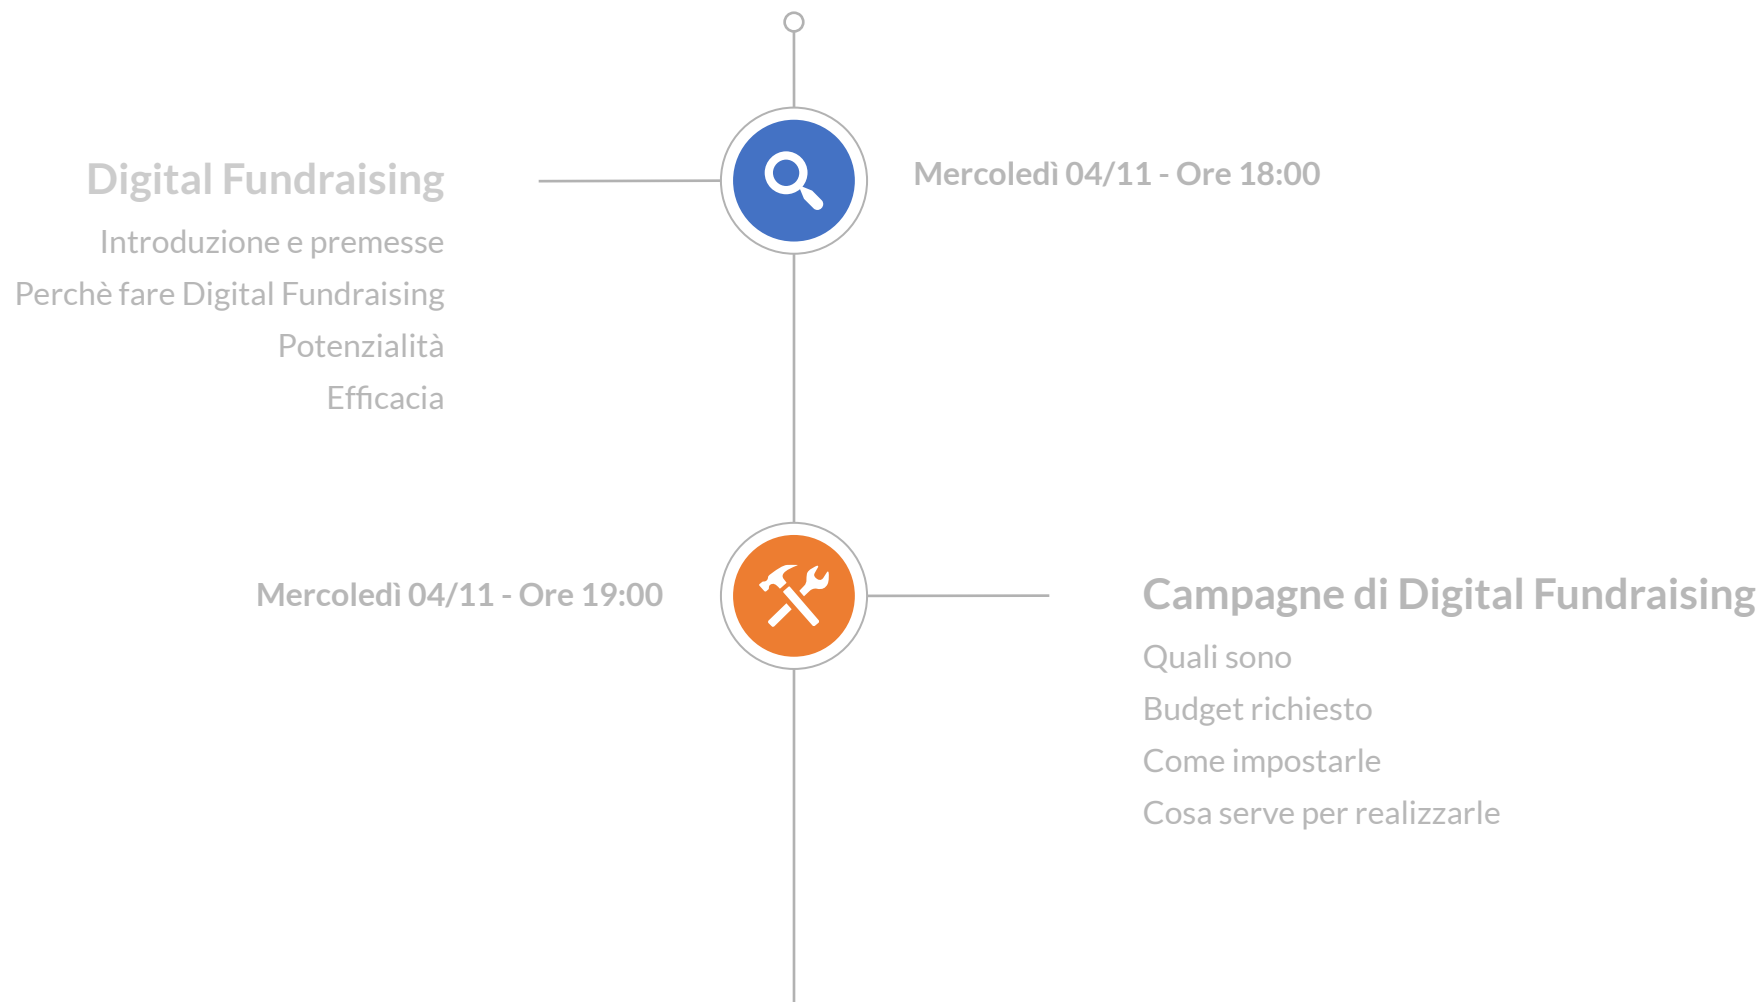 Digital Fundraising
Mercoledì 04/11 - Ore 18:00
Introduzione e premesse
Perchè fare Digital Fundraising
Potenzialità
Efficacia
Mercoledì 04/11 - Ore 19:00
Campagne di Digital Fundraising
Quali sono
Budget richiesto
Come impostarle
Cosa serve per realizzarle